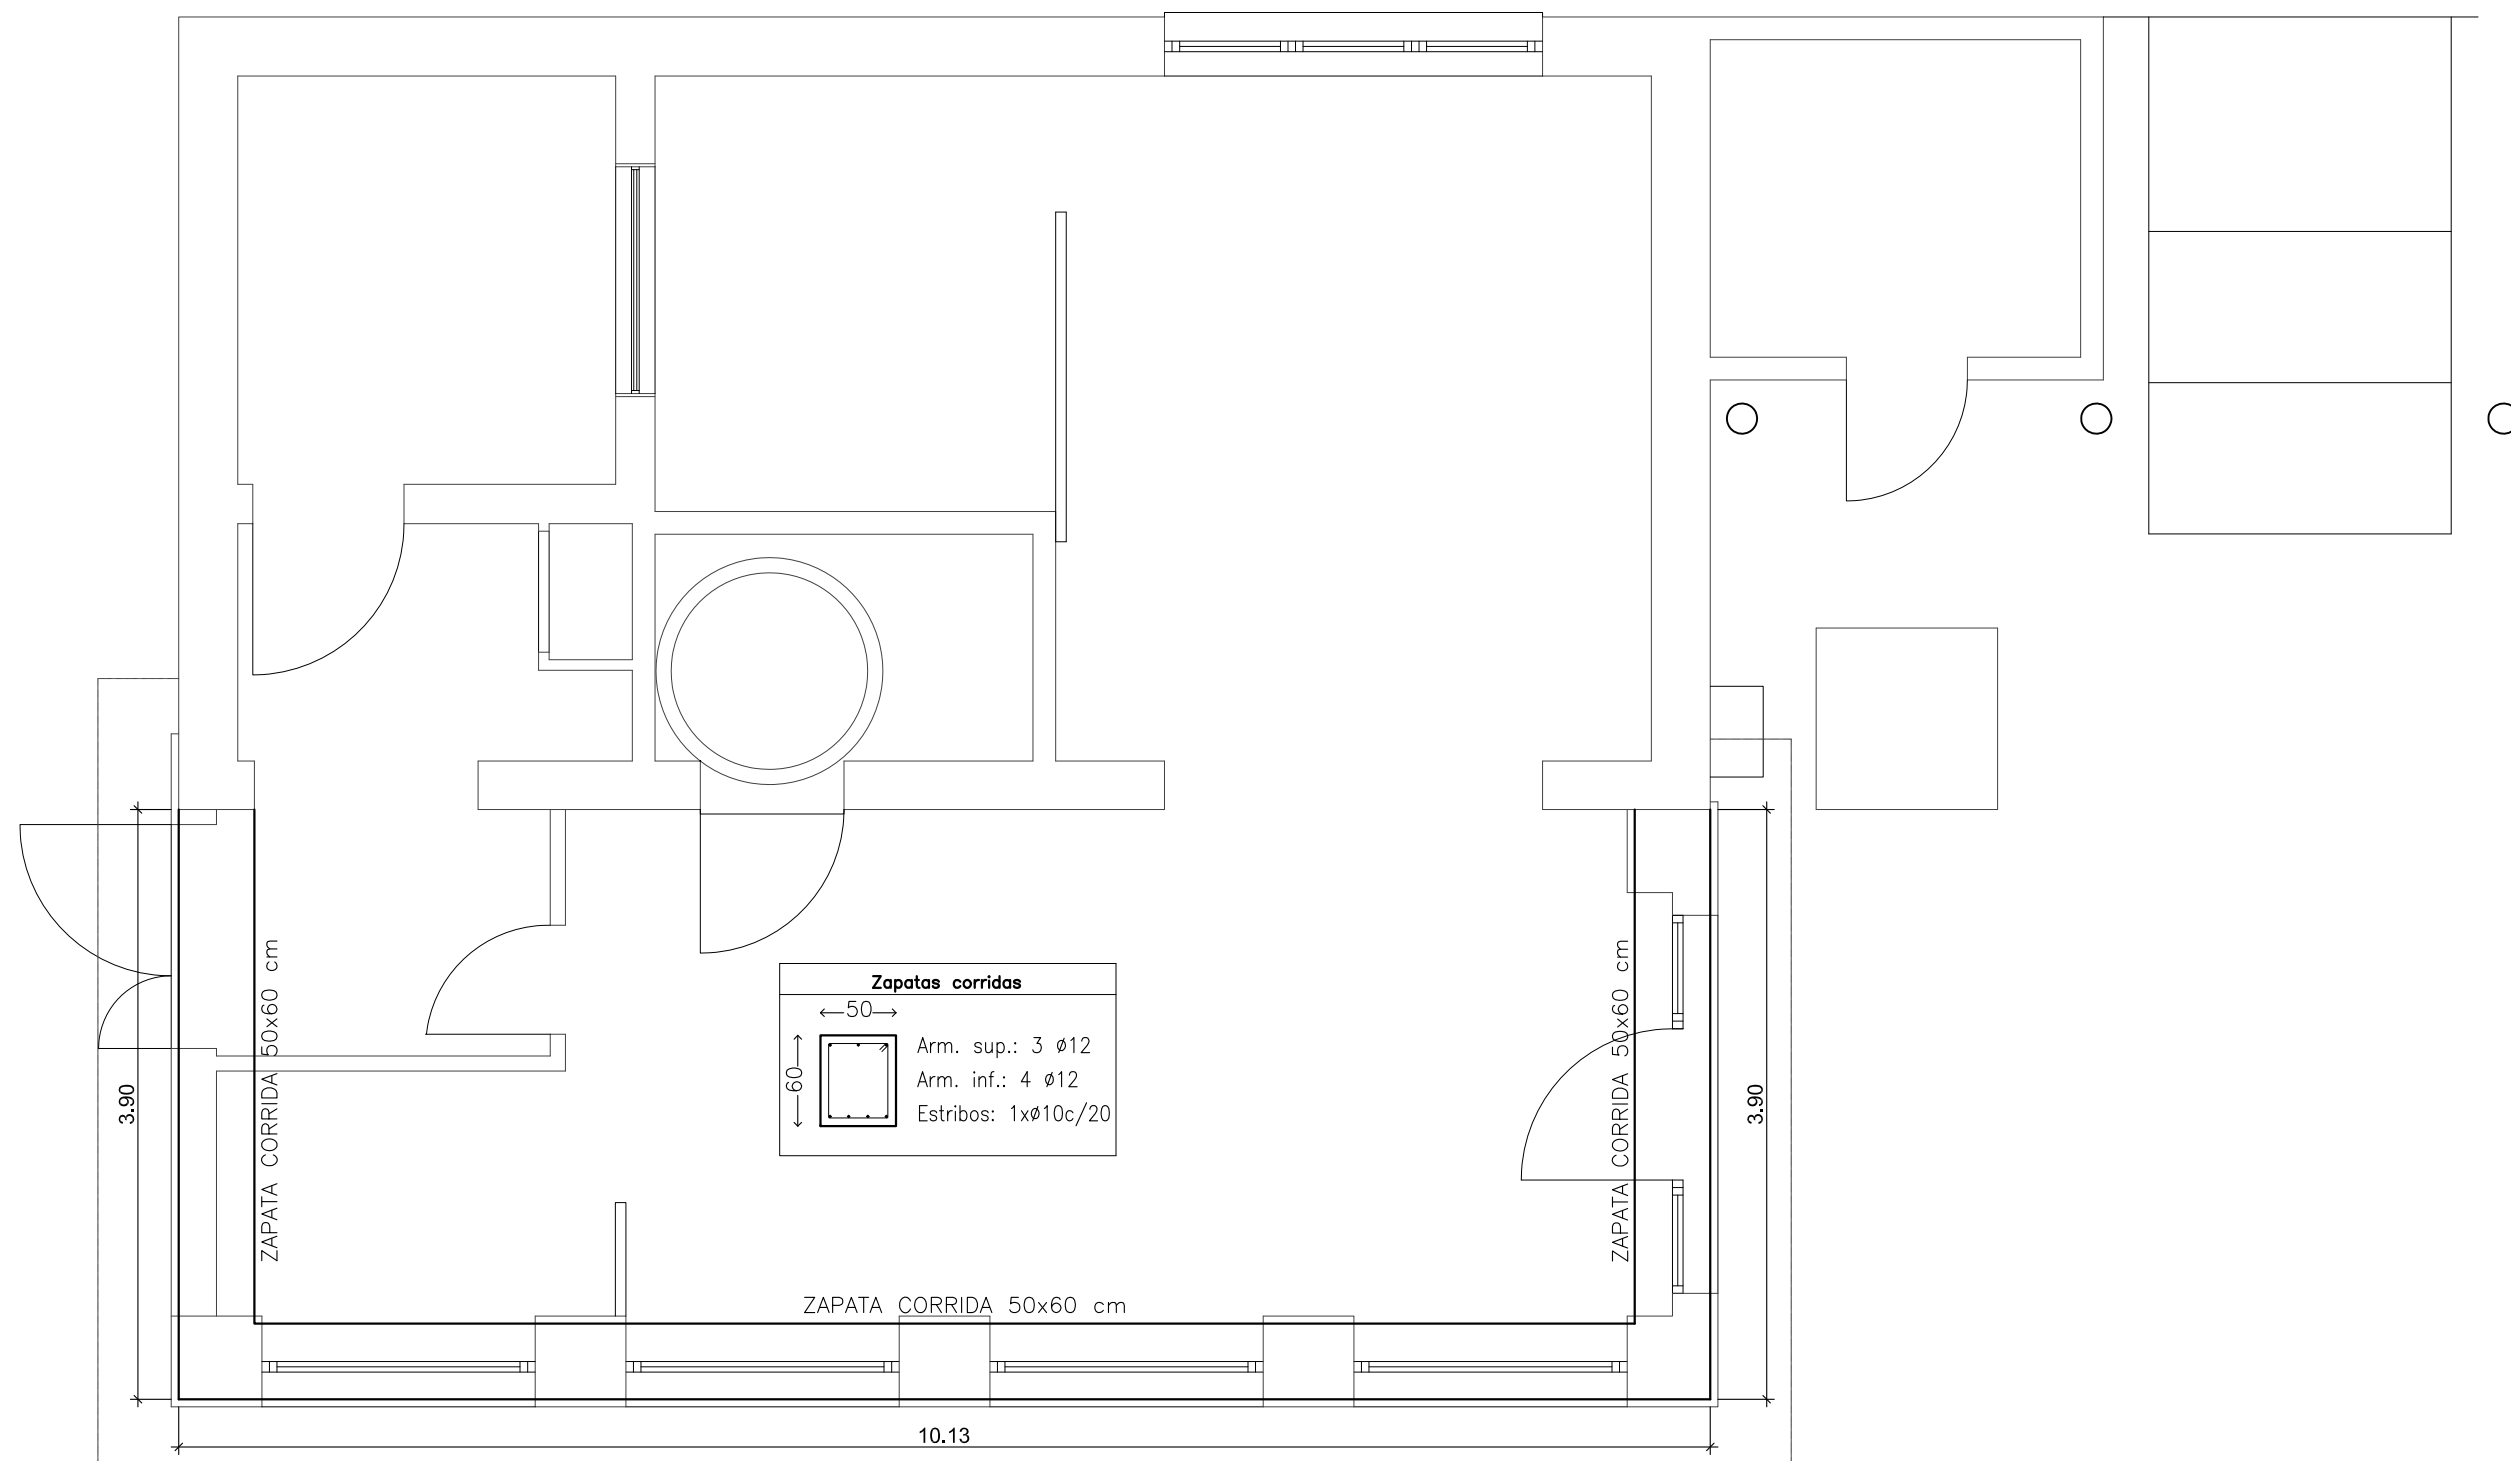 ZAPATA CORRIDA 50x60 cm
3.90
Zapatas corridas
50
60
Arm. sup.: 3 ø12
Arm. inf.: 4 ø12
Estribos: 1xø10c/20
ZAPATA CORRIDA 50x60 cm
3.90
ZAPATA CORRIDA 50x60 cm
10.13